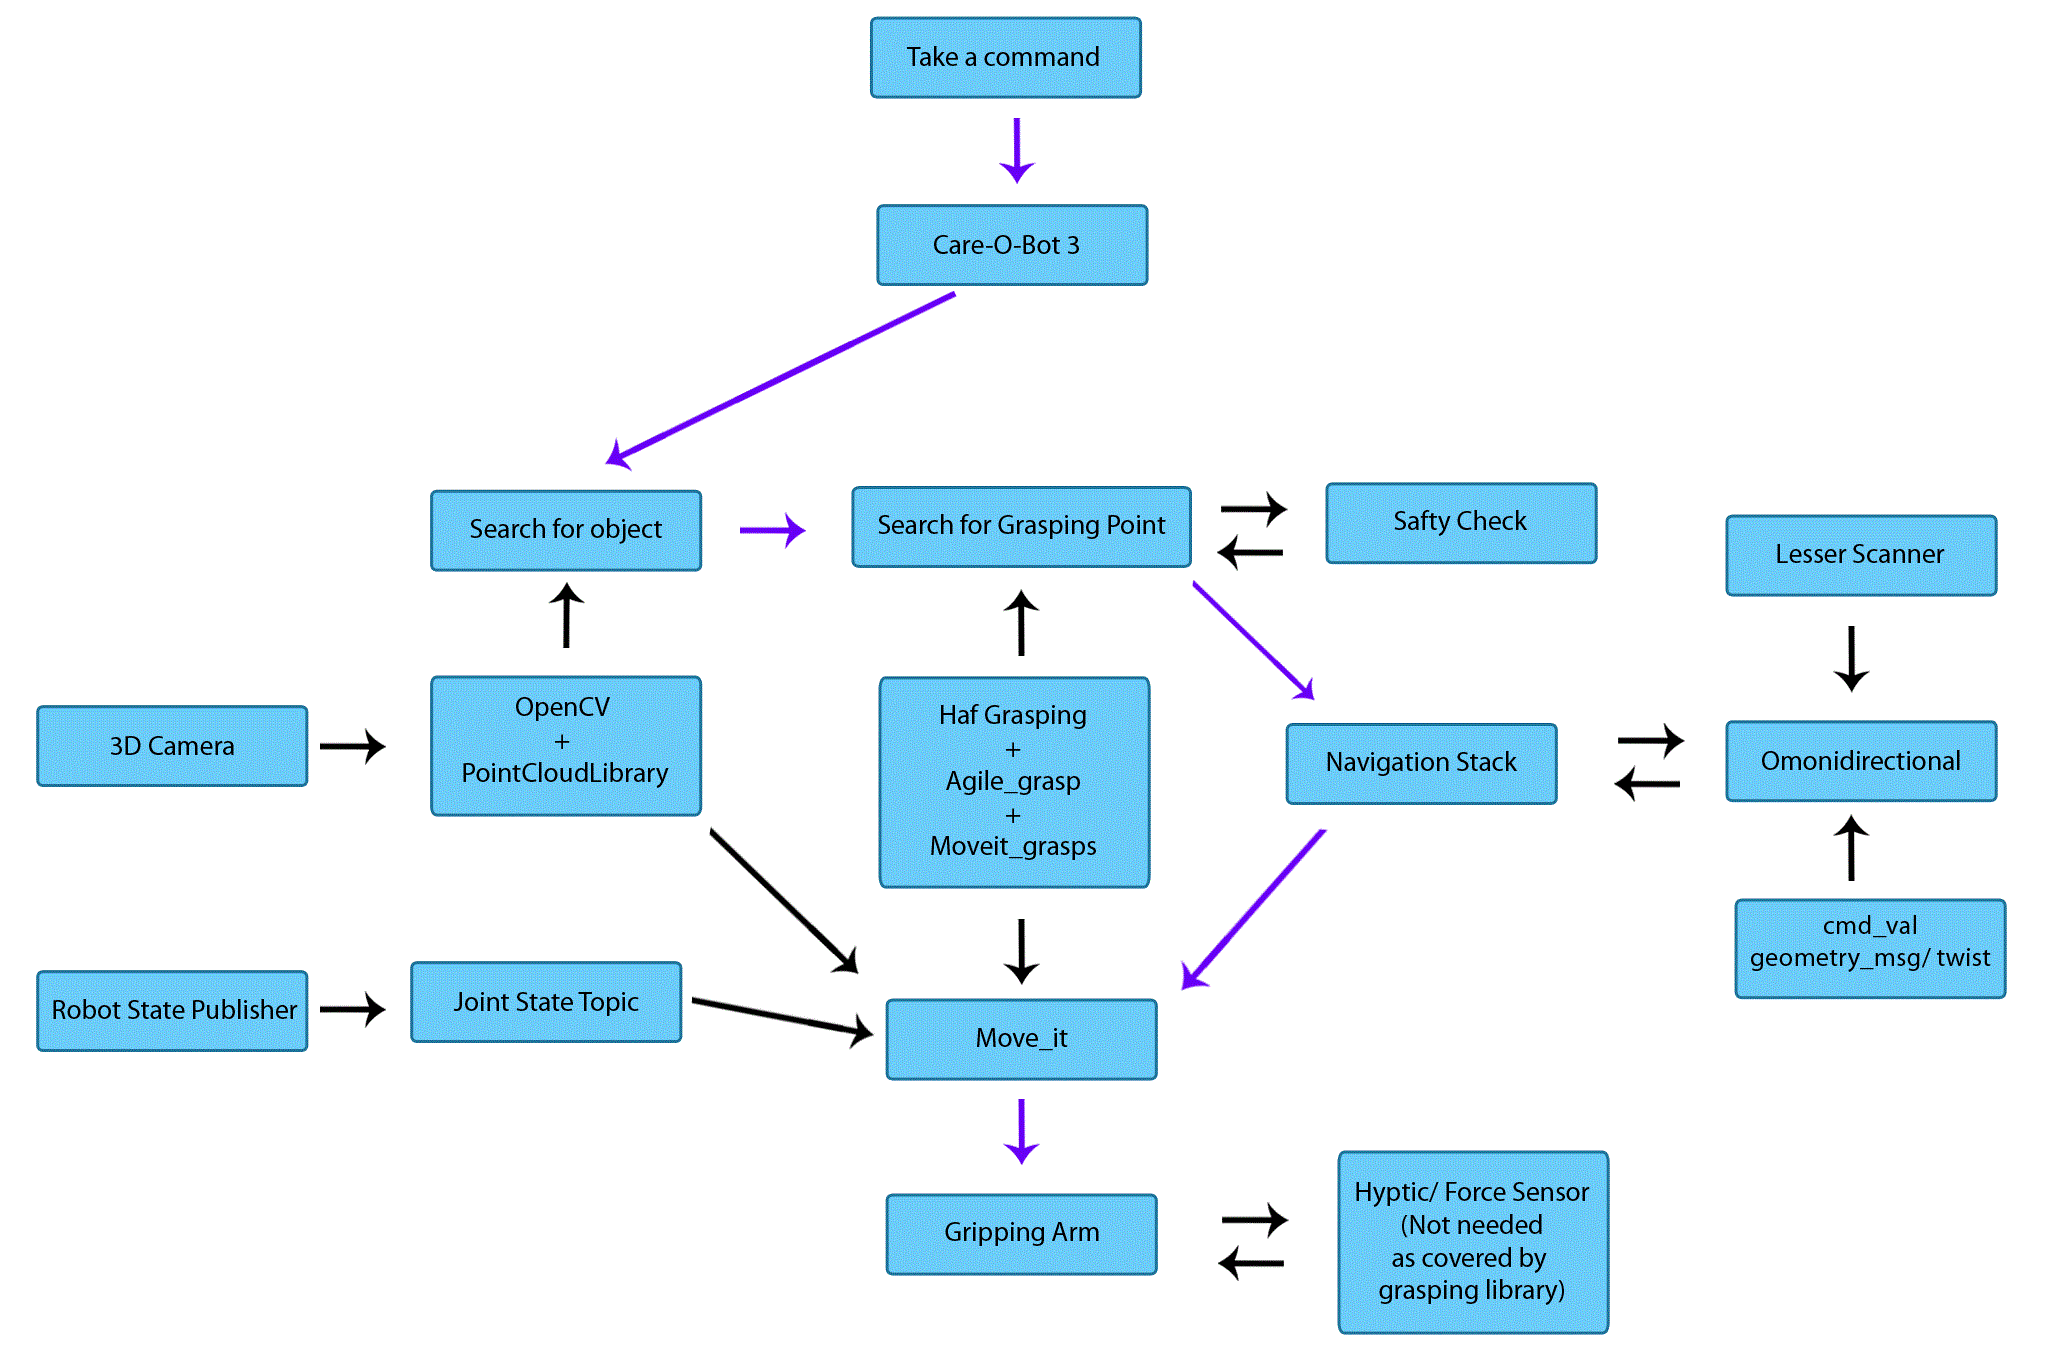 Take a command
Care-O-Bot 3
Search for object
Search for Grasping Point
Safty Check
Lesser Scanner
3D Camera
OpenCV
+
PointCloudLibrary
Haf Grasping
+
Agile_grasp
+
Moveit_grasps
Navigation Stack
Omonidirectional
cmd_val
geometry_msg/ twist
Robot State Publisher
Joint State Topic
Move_it
Gripping Arm
Hyptic/ Force Sensor
(Not needed
as covered by
grasping library)